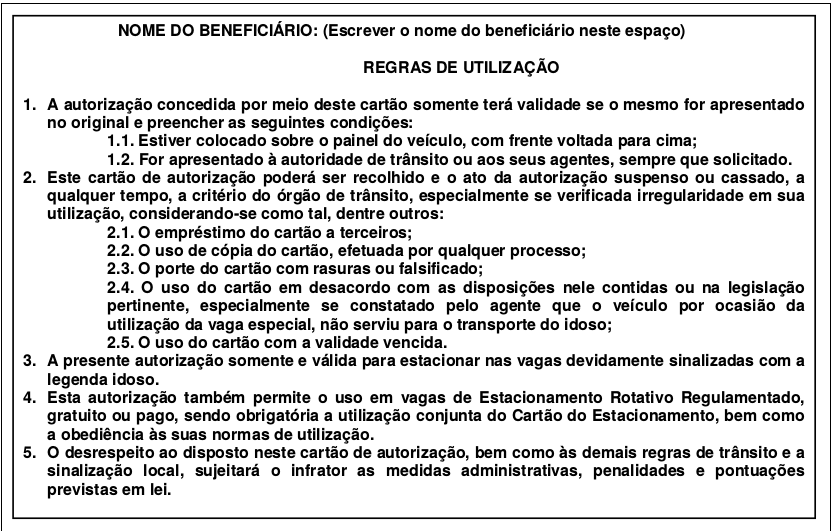 NOME DO BENEFICIÁRIO: (Escrever o nome do beneficiário neste espaço)
REGRAS DE UTILIZAÇÃO
1. A autorização concedida por meio deste cartão somente terá validade se o mesmo for apresentado
no original e preencher as seguintes condições:
1.1. Estiver colocado sobre o painel do veículo, com frente voltada para cima;
1.2. For apresentado à autoridade de trânsito ou aos seus agentes, sempre que solicitado.
2. Este cartão de autorização poderá ser recolhido e o ato da autorização suspenso ou cassado, a
qualquer tempo, a critério do órgão de trânsito, especialmente se verificada irregularidade em sua
utilização, considerando-se como tal, dentre outros:
2.1. O empréstimo do cartão a terceiros;
2.2. O uso de cópia do cartão, efetuada por qualquer processo;
2.3. O porte do cartão com rasuras ou falsificado;
2.4. O uso do cartão em desacordo com as disposições nele contidas ou na legislação
pertinente, especialmente se constatado pelo agente que o veículo por ocasião da
utilização da vaga especial, não serviu para o transporte do idoso;
2.5. O uso do cartão com a validade vencida.
3. A presente autorização somente e válida para estacionar nas vagas devidamente sinalizadas com a
legenda idoso.
4. Esta autorização também permite o uso em vagas de Estacionamento Rotativo Regulamentado,
gratuito ou pago, sendo obrigatória a utilização conjunta do Cartão do Estacionamento, bem como
a obediência às suas normas de utilização.
5. O desrespeito ao disposto neste cartão de autorização, bem como às demais regras de trânsito e a
sinalização local, sujeitará o infrator as medidas administrativas, penalidades e pontuações
previstas em lei.